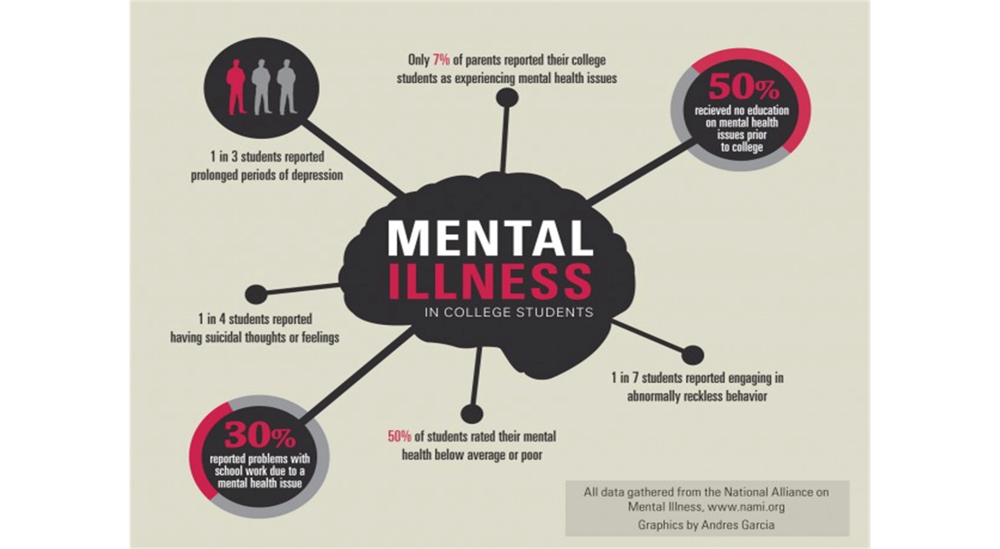 Only 7% of parents reported their college
students as experiencing mental health issues
50%
recieved no education
on mental health
issues prior
to college
1 in 3 students reported
prolonged periods of depression
MENTAL
ILLNESS
IN COLLEGE STUDENTS
1 in 4 students reported
having suicidal thoughts or feelings
1 in 7 students reported engaging in
abnormally reckless behavior
30%
reported problems with
school work due to a
mental health issue
50% of students rated their mental
health below average or poor
All data gathered from the National Alliance on
Mental Illness, www.nami.org
Graphics by Andres Garcia